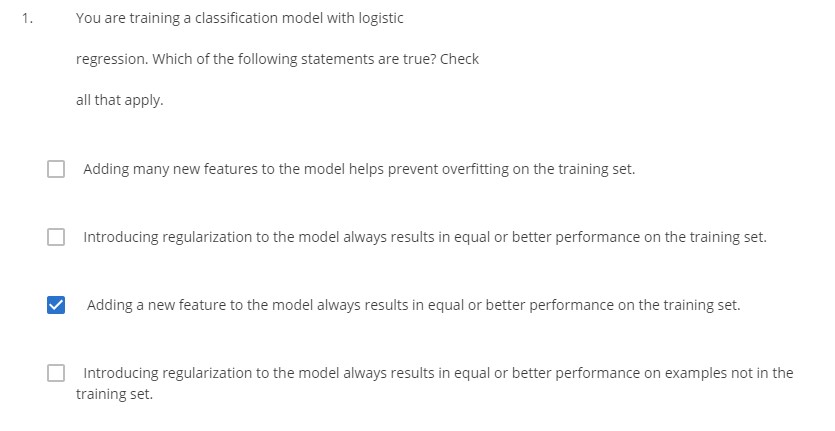 1. You are training a classification model with logistic
regression. Which of the following statements are true? Check
all that apply.
Adding many new features to the model helps prevent overfitting on the training set.
Introducing regularization to the model always results in equal or better performance on the training set.
Adding a new feature to the model always results in equal or better performance on the training set.
Introducing regularization to the model always results in equal or better performance on examples not in the
training set.